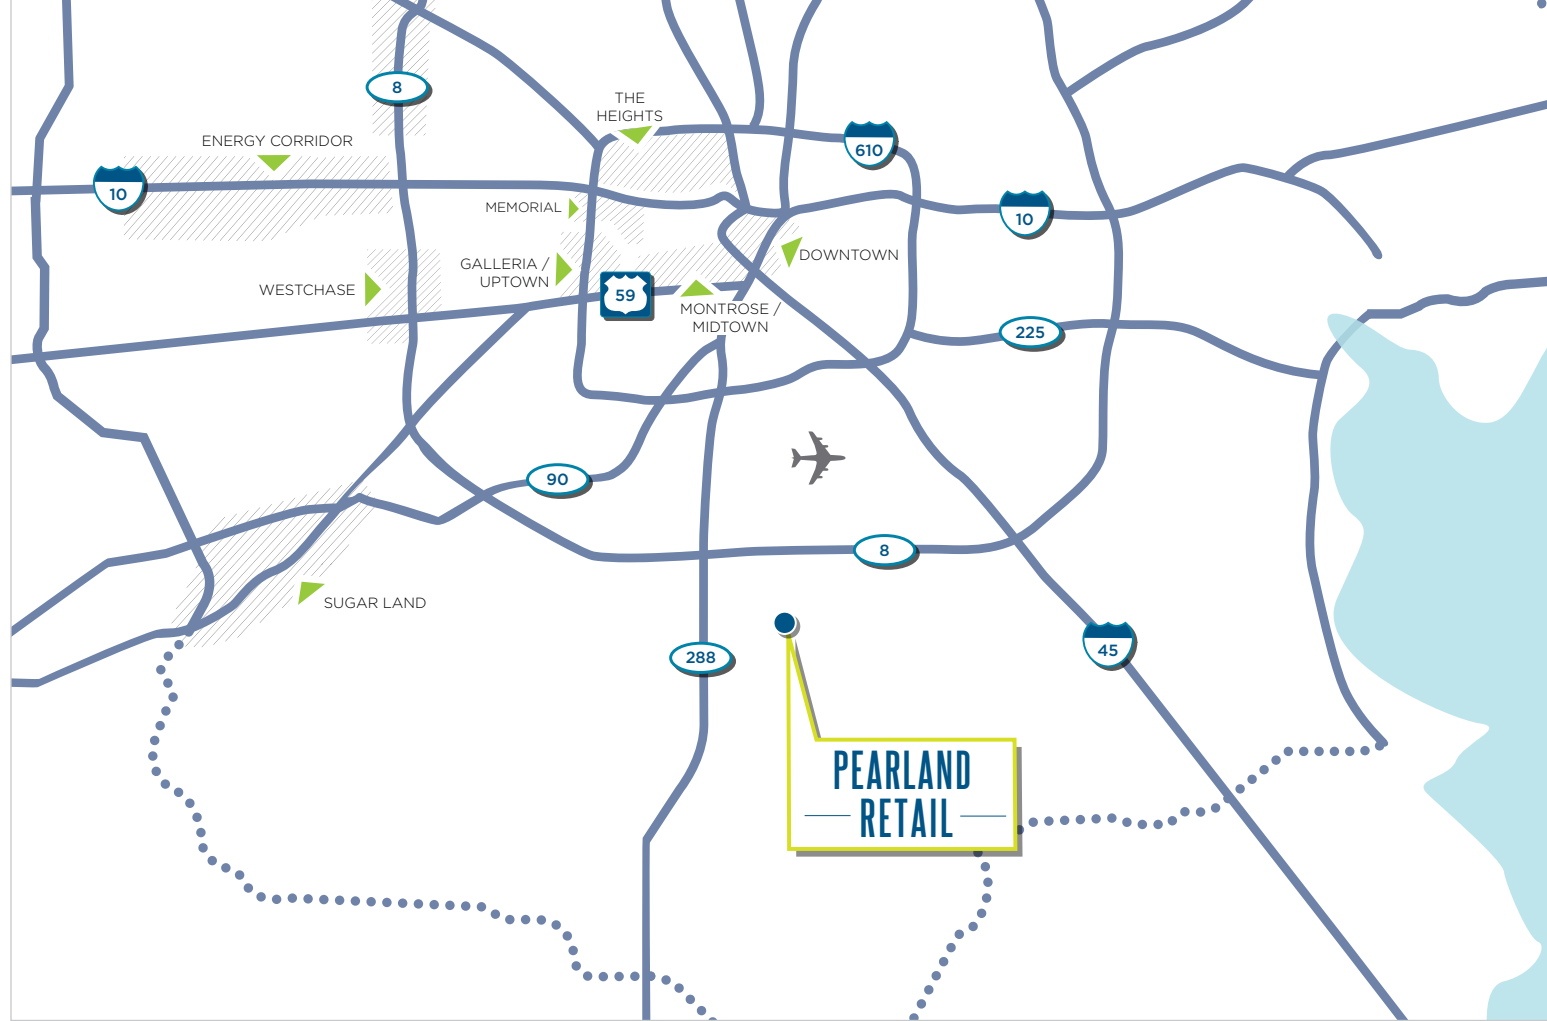 8
THE
HEIGHTS
ENERGY CORRIDOR
610
10
MEMORIAL
10
DOWNTOWN
GALLERIA /
UPTOWN
WESTCHASE
59
MONTROSE /
MIDTOWN
225
90
8
SUGAR LAND
288
45
PEARLAND
RETAIL